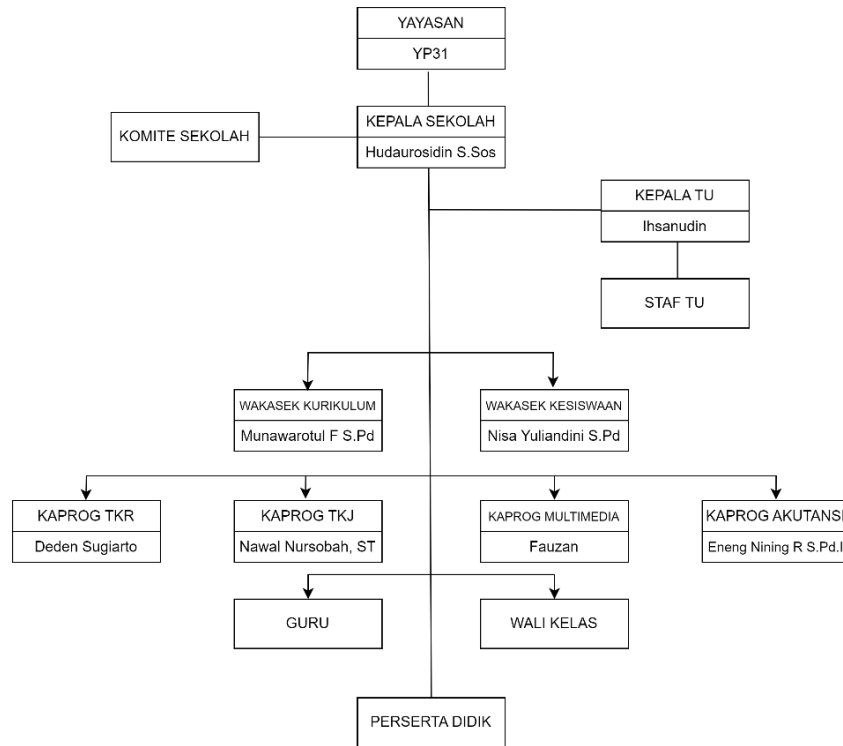 YAYASAN
YP31
KEPALA SEKOLAH
Hudaurosidin S.Sos
KOMITE SEKOLAH
KEPALA TU
Ihsanudin
STAF TU
WAKASEK KURIKULUM
Munawarotul F S.Pd
WAKASEK KESISWAAN
Nisa Yuliandini S.Pd
KAPROG TKR
Deden Sugiarto
KAPROG TKJ
Nawal Nursobah, ST
KAPROG MULTIMEDIA
Fauzan
KAPROG AKUTANSI
Eneng Nining R S.Pd.I
GURU
WALI KELAS
PERSERTA DIDIK